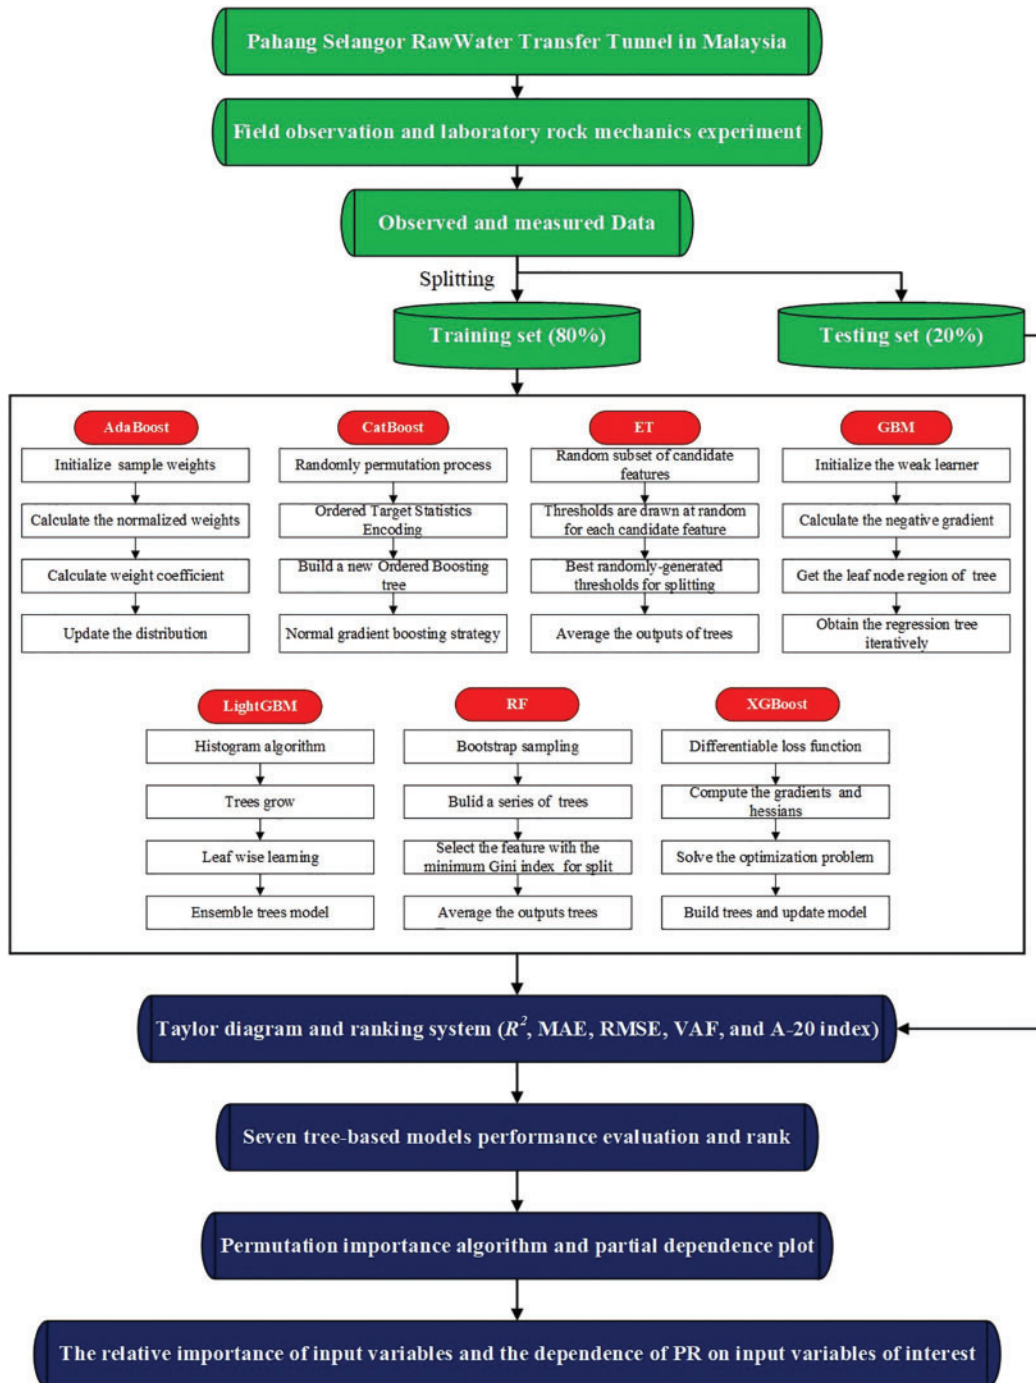 Pahang Selangor RawWater Transfer Tunnel in Malaysia
Field observation and laboratory rock mechanics experiment
Observed and measured Data
Splitting
Training set (80%)
Testing set (20%)
AdaBoost
Initialize sample weights
Calculate the normalized weights
Calculate weight coefficient
Update the distribution
CatBoost
Randomly permutation process
Ordered Target Statistics
Encoding
Build a new Ordered Boosting
tree
Normal gradient boosting strategy
ET
Random subset of candidate
features
Thresholds are drawn at random
for each candidate feature
Best randomly-generated
thresholds for splitting
Average the outputs of trees
GBM
Initialize the weak learner
Calculate the negative gradient
Get the leaf node region of tree
Obtain the regression tree
iteratively
LightGBM
Histogram algorithm
Trees grow
Leaf wise learning
Ensemble trees model
RF
Bootstrap sampling
Bulid a series of trees
Select the feature with the
minimum Gini index for split
Average the outputs trees
XGBoost
Differentiable loss function
Compute the gradients and
hessians
Solve the optimization problem
Build trees and update model
Taylor diagram and ranking system (R², MAE, RMSE, VAF, and A-20 index)
Seven tree-based models performance evaluation and rank
Permutation importance algorithm and partial dependence plot
The relative importance of input variables and the dependence of PR on input variables of interest